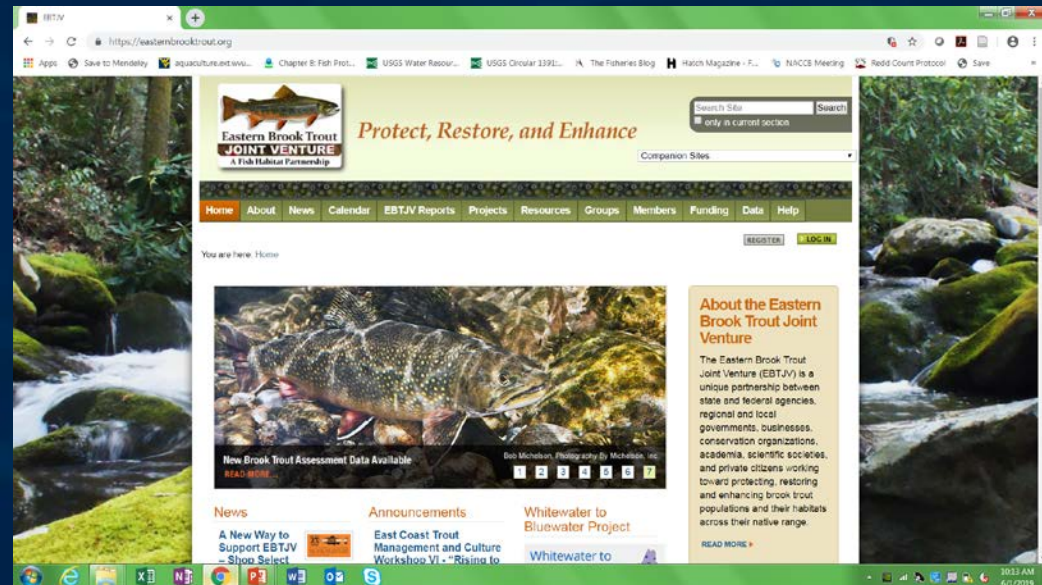 EBTJV
https://easternbrooktrout.org
Apps Save to Mendeley aquaculture.ext.wvu... Chapter 8: Fish Prot... USGS Water Resour... USGS Circular 1391:... The Fisheries Blog Hatch Magazine - F... NACCB Meeting Redd Count Protocol Save
Eastern Brook Trout
JOINT VENTURE
A Fish Habitat Partnership
Protect, Restore, and Enhance
Search Site Search
only in current section
Companion Sites
Home About News Calendar EBTJV Reports Projects Resources Groups Members Funding Data Help
REGISTER LOG IN
You are here: Home
New Brook Trout Assessment Data Available
READ MORE...
Bob Michelson, Photography By Michelson, Inc.
1 2 3 4 5 6 7
About the Eastern
Brook Trout Joint
Venture
The Eastern Brook Trout
Joint Venture (EBTJV) is a
unique partnership between
state and federal agencies,
regional and local
governments, businesses,
conservation organizations,
academia, scientific societies,
and private citizens working
toward protecting, restoring
and enhancing brook trout
populations and their habitats
across their native range.
READ MORE
News
A New Way to
Support EBTJV
– Shop Select
Announcements
East Coast Trout
Management and Culture
Workshop VI - "Rising to
Whitewater to
Bluewater Project
Whitewater to
10:13 AM
6/1/2019